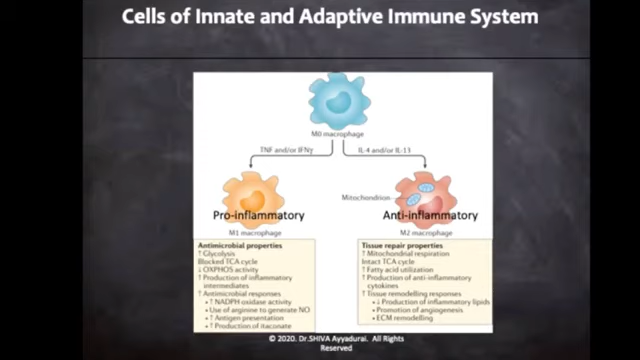 Cells of Innate and Adaptive Immune System
M0 macrophage
TNF and/or IFNγ
IL-4 and/or IL-13
Mitochondrion
Pro-inflammatory
Anti-inflammatory
M1 macrophage
M2 macrophage
Antimicrobial properties
↑ Glycolysis
Blocked TCA cycle
↓ OXPHOS activity
↑ Production of inflammatory
intermediates
↑ Antimicrobial responses
• ↑ NADPH oxidase activity
• Use of arginine to generate NO
• ↑ Antigen presentation
• ↑ Production of itaconate
Tissue repair properties
↑ Mitochondrial respiration
Intact TCA cycle
↑ Fatty acid utilization
↑ Production of anti-inflammatory
cytokines
↑ Tissue remodelling responses
• ↓ Production of inflammatory lipids
• Promotion of angiogenesis
• ECM remodelling
© 2020. Dr.SHIVA Ayyadurai. All Rights
Reserved